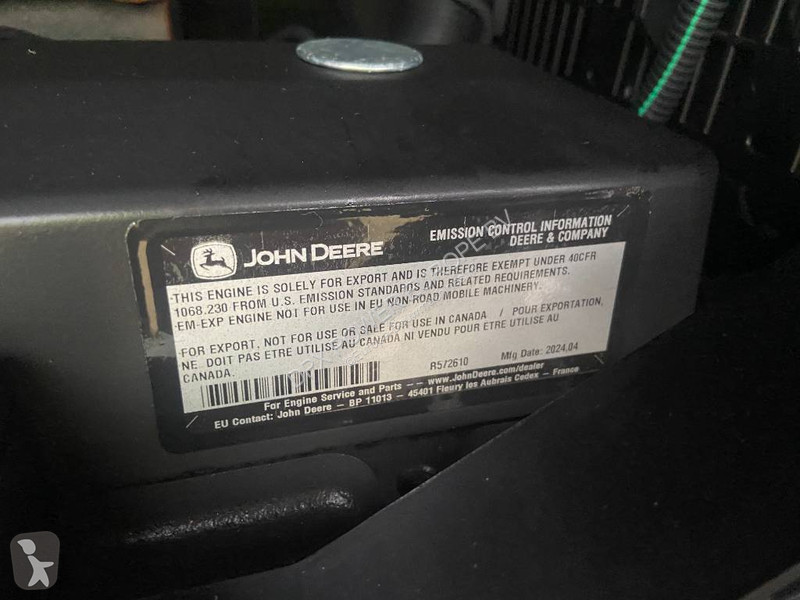 JOHN DEERE
EMISSION CONTROL INFORMATION
DEERE & COMPANY
THIS ENGINE IS SOLELY FOR EXPORT AND IS THEREFORE EXEMPT UNDER 40CFR
1068.230 FROM U.S. EMISSION STANDARDS AND RELATED REQUIREMENTS.
EM-EXP ENGINE NOT FOR USE IN EU NON-ROAD MOBILE MACHINERY.
FOR EXPORT, NOT FOR USE OR SALE FOR USE IN CANADA / POUR EXPORTATION,
NE. DOIT PAS ETRE UTILISE AU CANADA NI VENDU POUR ETRE UTILISE AU
CANADA.
R572610 Mfg Date: 2024.04
For Engine Service and Parts -- www.JohnDeere.com/dealer
EU Contact: John Deere - BP 11013 - 45401 Fleury les Aubrais Cedex - France